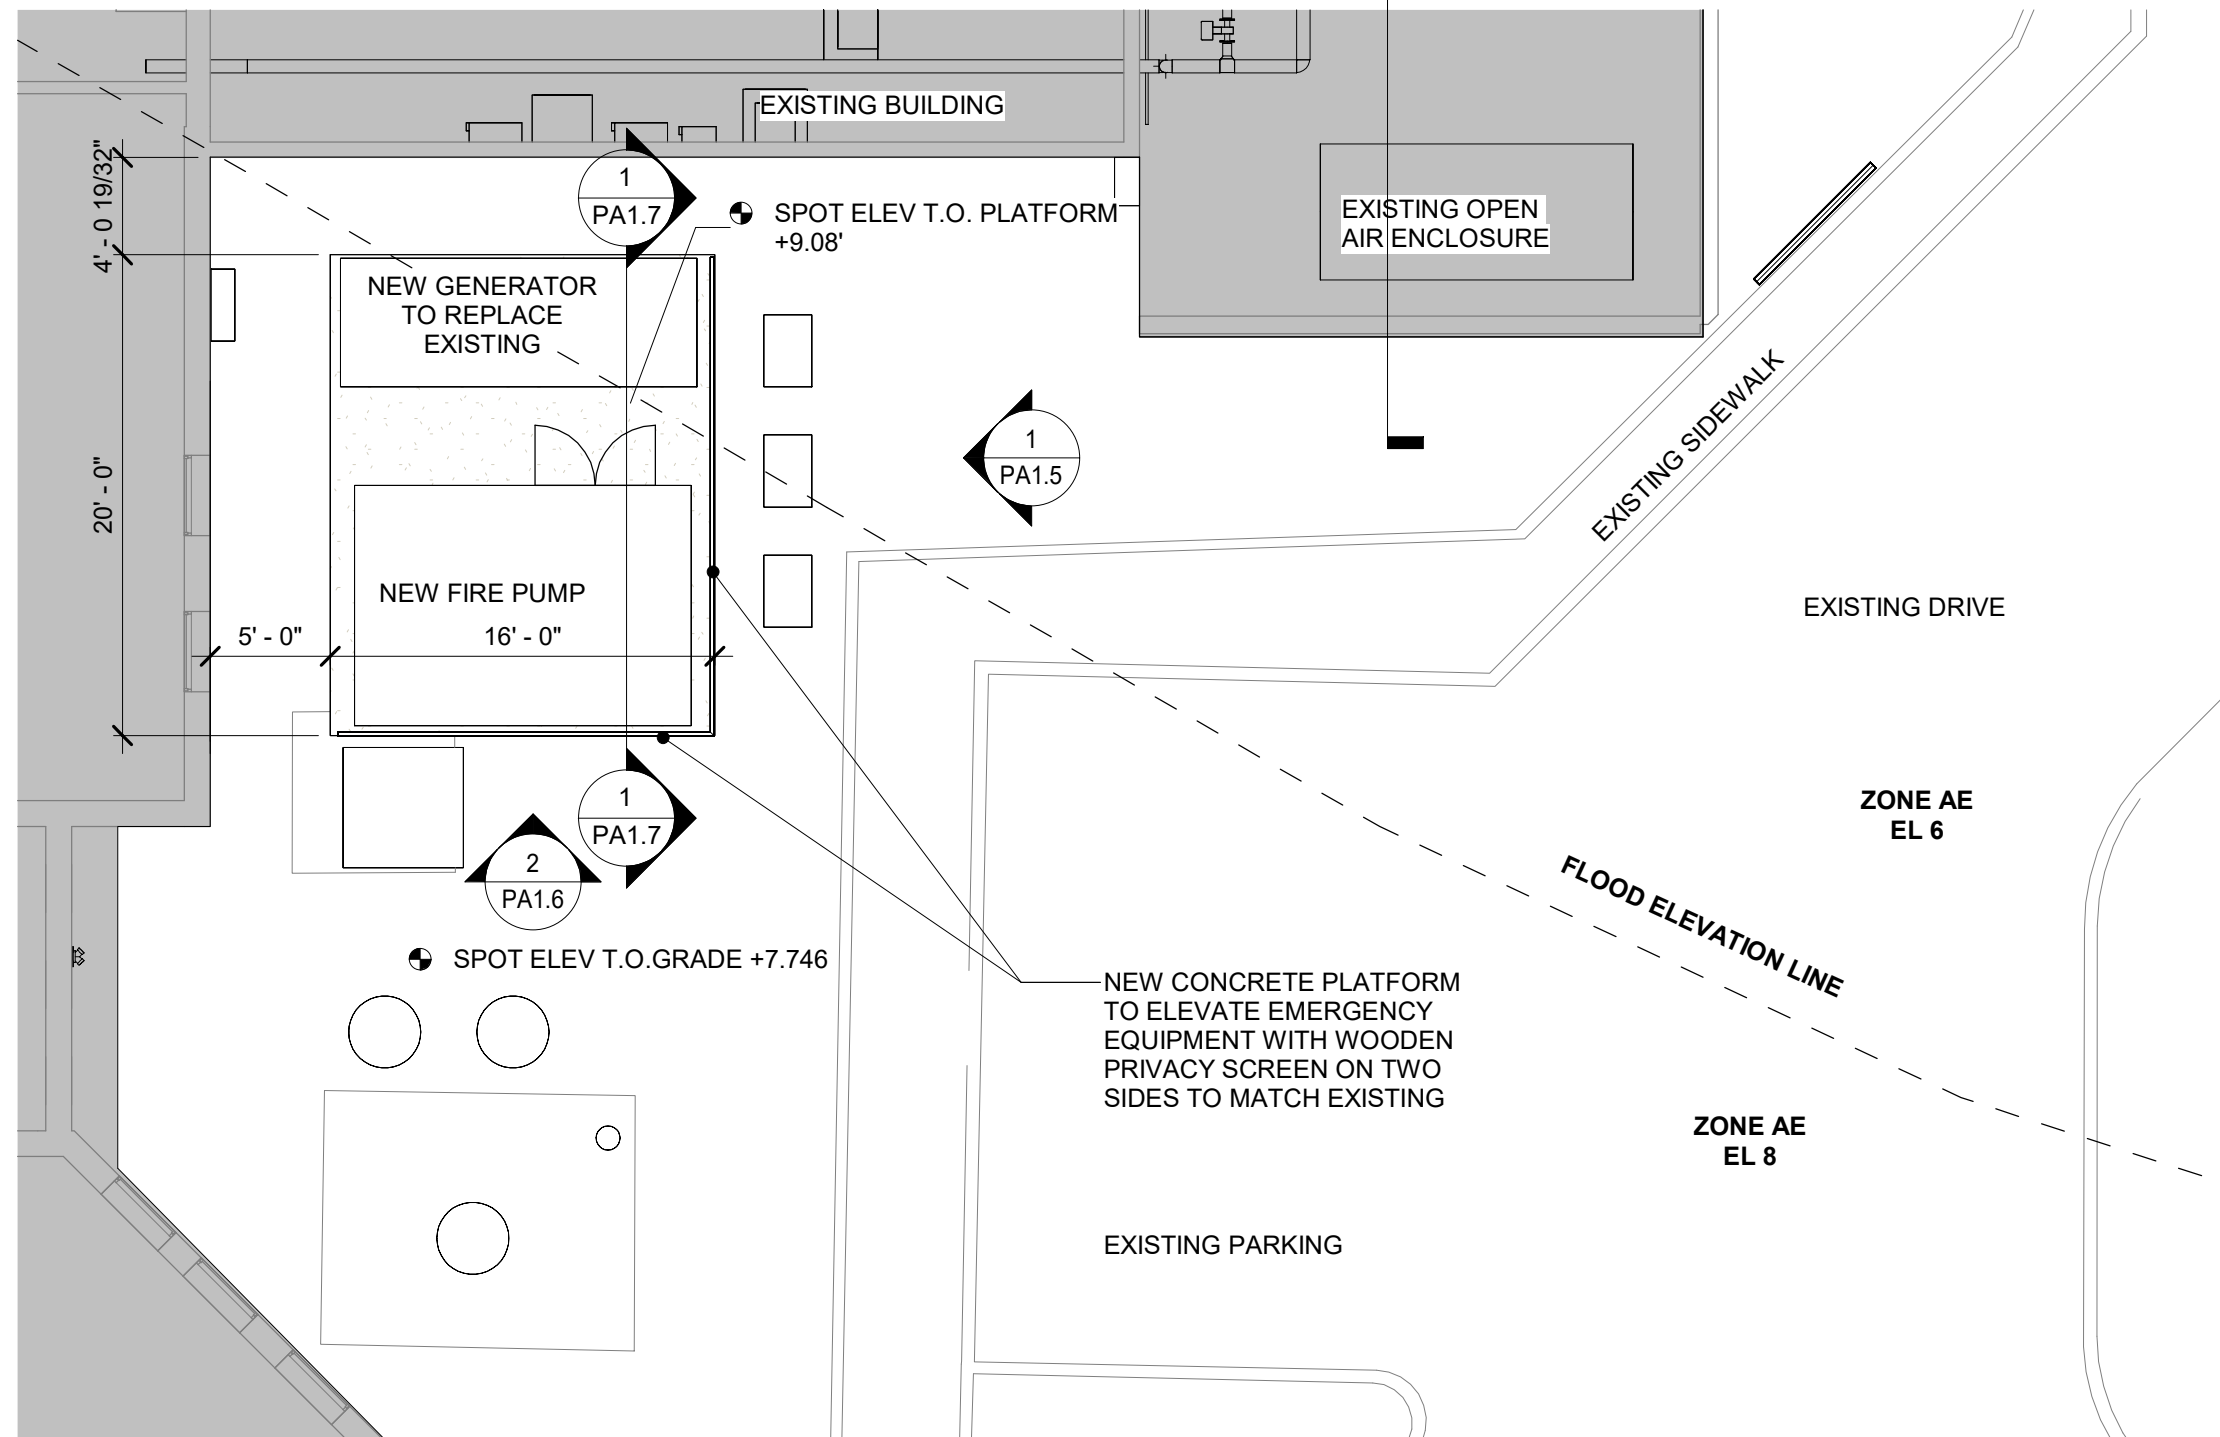 EXISTING BUILDING
4' - 0 19/32"
1
PA1.7
SPOT ELEV T.O. PLATFORM
+9.08'
EXISTING OPEN
AIR ENCLOSURE
NEW GENERATOR
TO REPLACE
EXISTING
EXISTING SIDEWALK
1
PA1.5
20' - 0"
NEW FIRE PUMP
5' - 0"
16' - 0"
EXISTING DRIVE
1
PA1.7
ZONE AE
EL 6
2
PA1.6
FLOOD ELEVATION LINE
SPOT ELEV T.O.GRADE +7.746
NEW CONCRETE PLATFORM
TO ELEVATE EMERGENCY
EQUIPMENT WITH WOODEN
PRIVACY SCREEN ON TWO
SIDES TO MATCH EXISTING
ZONE AE
EL 8
EXISTING PARKING